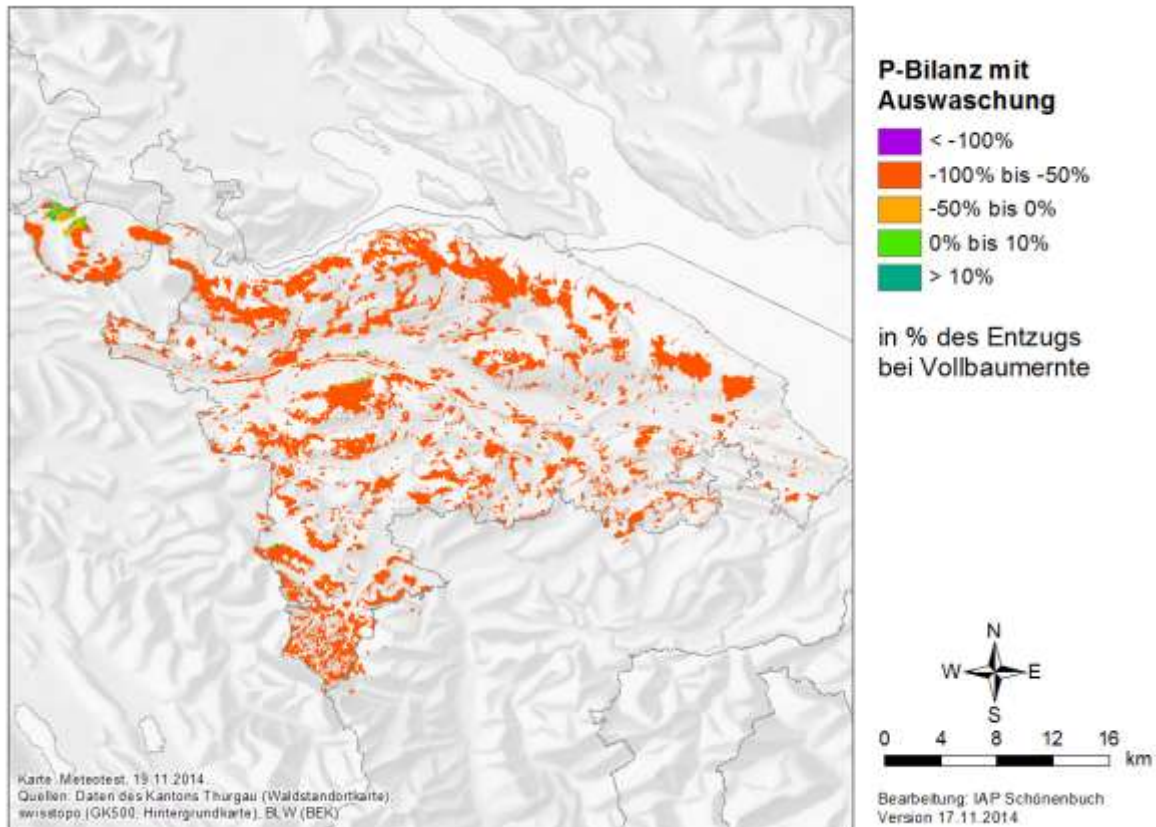 P-Bilanz mit
Auswaschung
< -100%
-100% bis -50%
-50% bis 0%
0% bis 10%
> 10%
in % des Entzugs
bei Vollbaumernte
N
W E
S
0 4 8 12 16
km
Bearbeitung: IAP Schönenbuch
Version 17.11.2014
Karte: Meteotest, 19.11.2014
Quellen: Daten des Kantons Thurgau (Waldstandortkarte),
swisstopo (GK500, Hintergrundkarte), BLW (BEK)